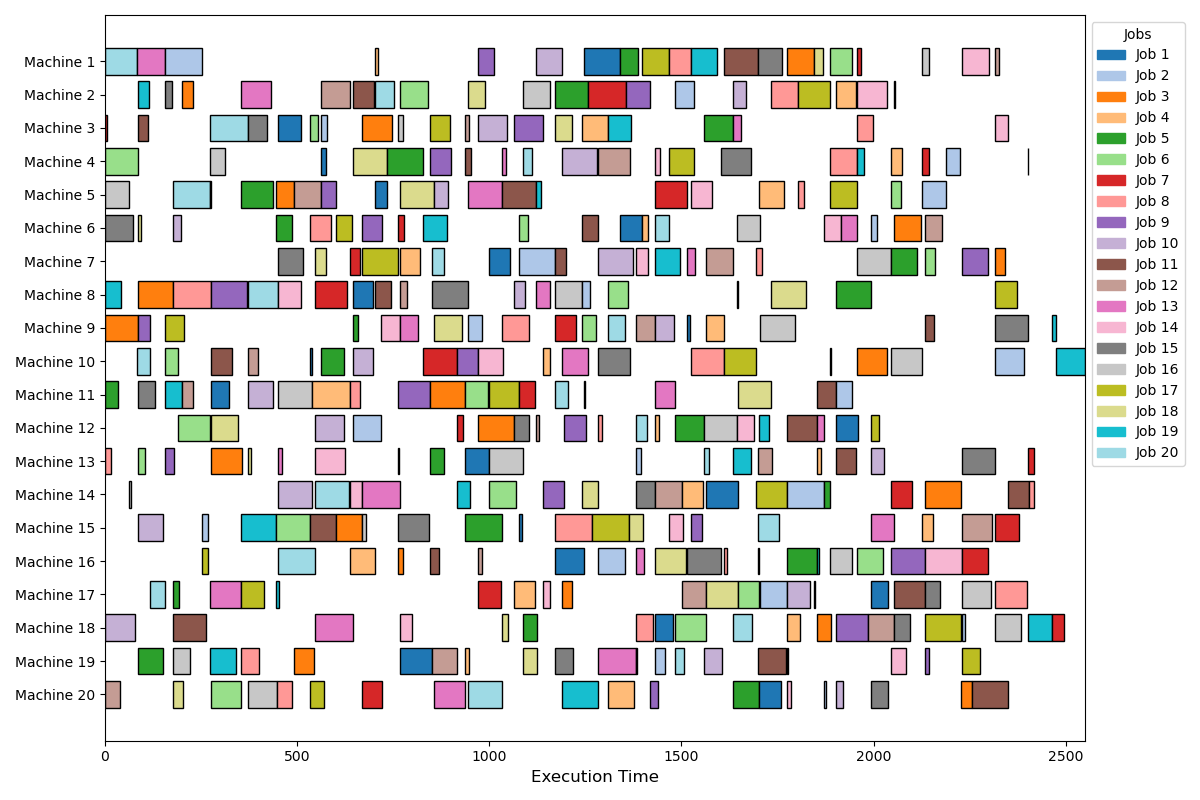 Machine 1
Machine 2
Machine 3
Machine 4
Machine 5
Machine 6
Machine 7
Machine 8
Machine 9
Machine 10
Machine 11
Machine 12
Machine 13
Machine 14
Machine 15
Machine 16
Machine 17
Machine 18
Machine 19
Machine 20
0 500 1000 1500 2000 2500
Execution Time
Jobs
Job 1
Job 2
Job 3
Job 4
Job 5
Job 6
Job 7
Job 8
Job 9
Job 10
Job 11
Job 12
Job 13
Job 14
Job 15
Job 16
Job 17
Job 18
Job 19
Job 20